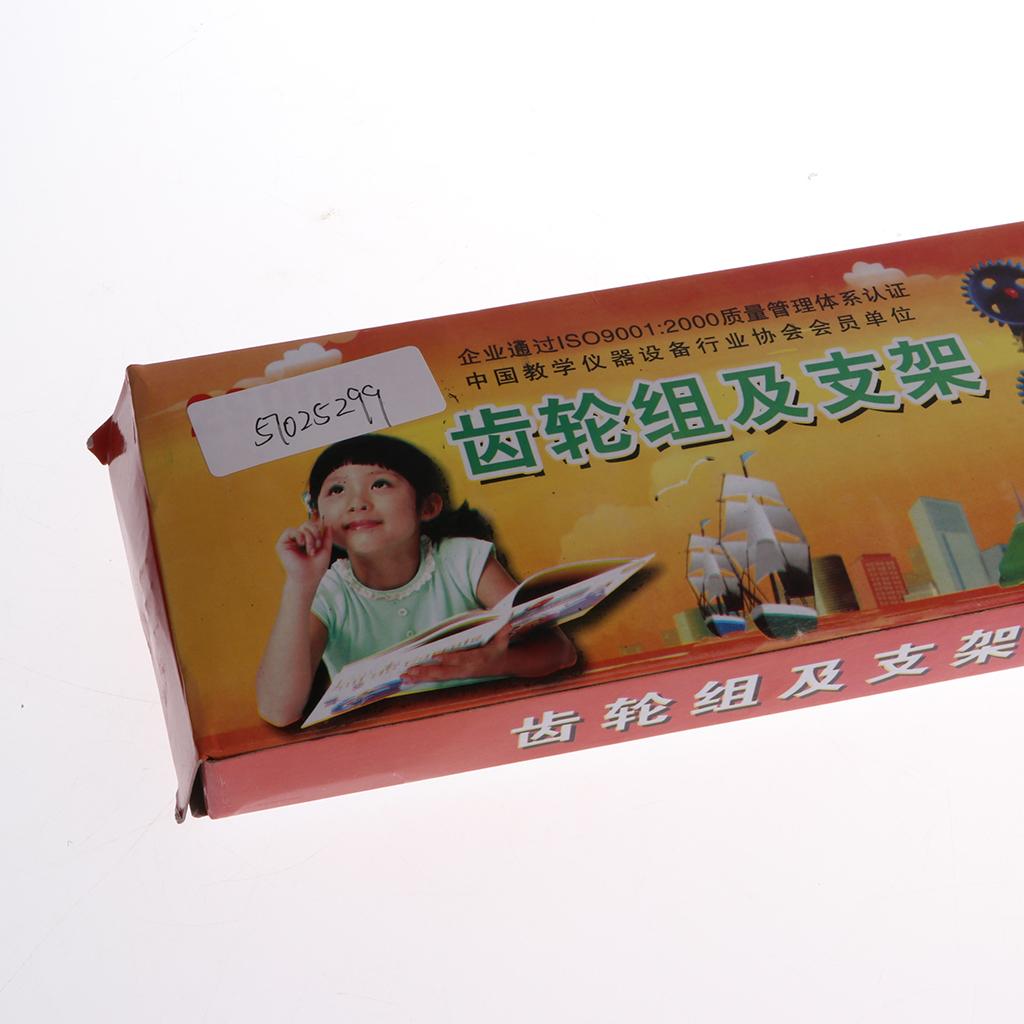 企业通过ISO9001:2000质量管理体系认证
中国教学仪器设备行业协会会员单位
51025299
齿轮组及支架
齿轮组及支架